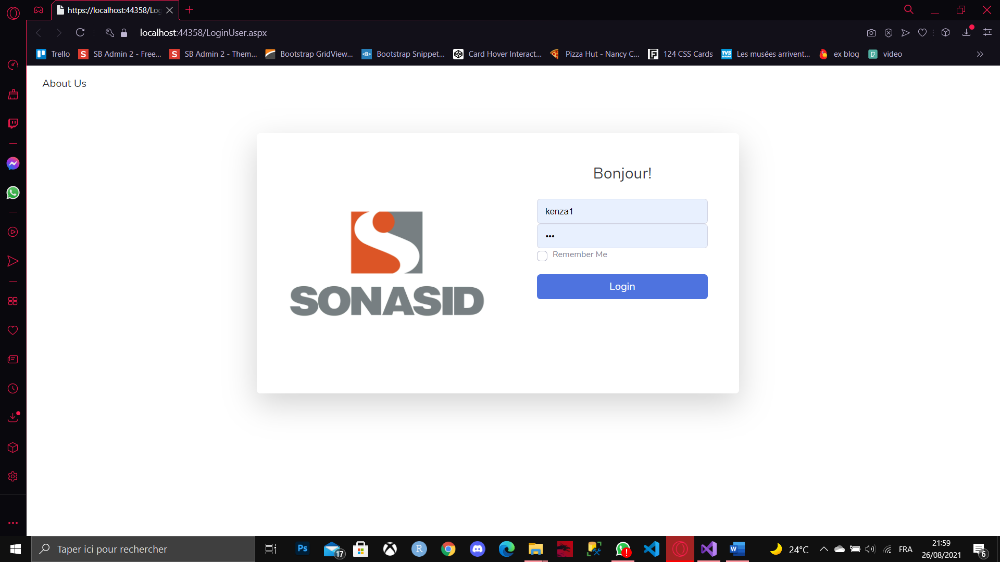 https://localhost:44358/Log
localhost:44358/LoginUser.aspx
Trello
SB Admin 2 - Free...
SB Admin 2 - Them...
Bootstrap GridView...
Bootstrap Snippet...
Card Hover Interact...
Pizza Hut - Nancy C...
124 CSS Cards
Les musées arrivent...
ex blog
video
About Us
Bonjour!
kenza1
•••
Remember Me
Login
SONASID
Taper ici pour rechercher
Ps
17
R
W
24°C
FRA
21:59
26/08/2021
6